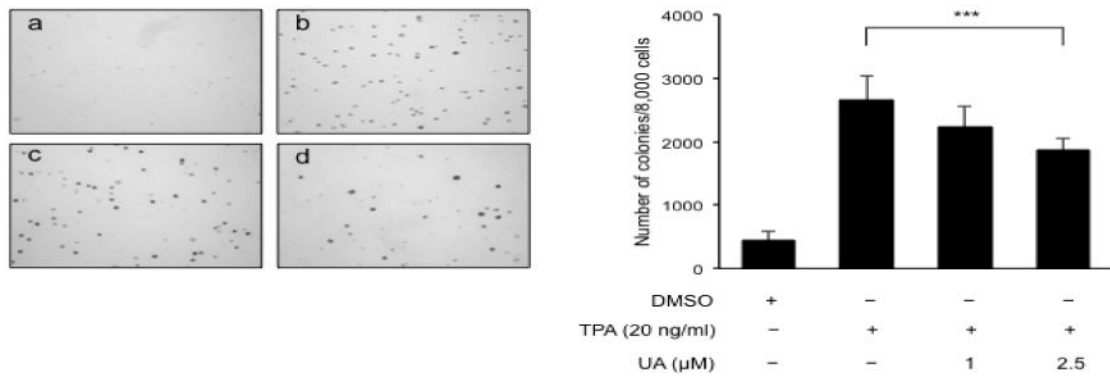 a
b
c
d
Number of colonies/8,000 cells
4000
3000
2000
1000
0
***
DMSO + − − −
TPA (20 ng/ml) − + + +
UA (μM) − − 1 2.5